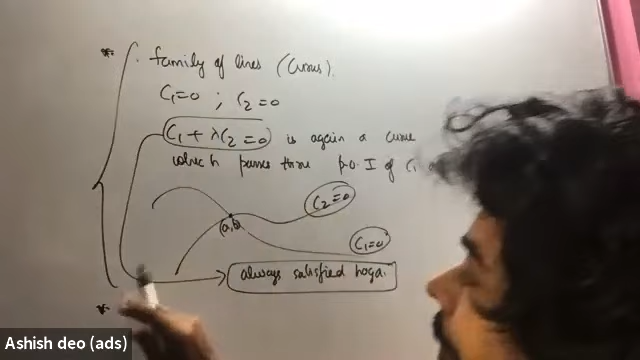 * . family of lines (Curves).
C₁=0 ; C₂=0
C₁ + λC₂ = 0 is again a curve
which passes thru p.o. I of C₁
C₂=0
(a,b)
C₁=0
always satisfied hoga.
*
Ashish deo (ads)